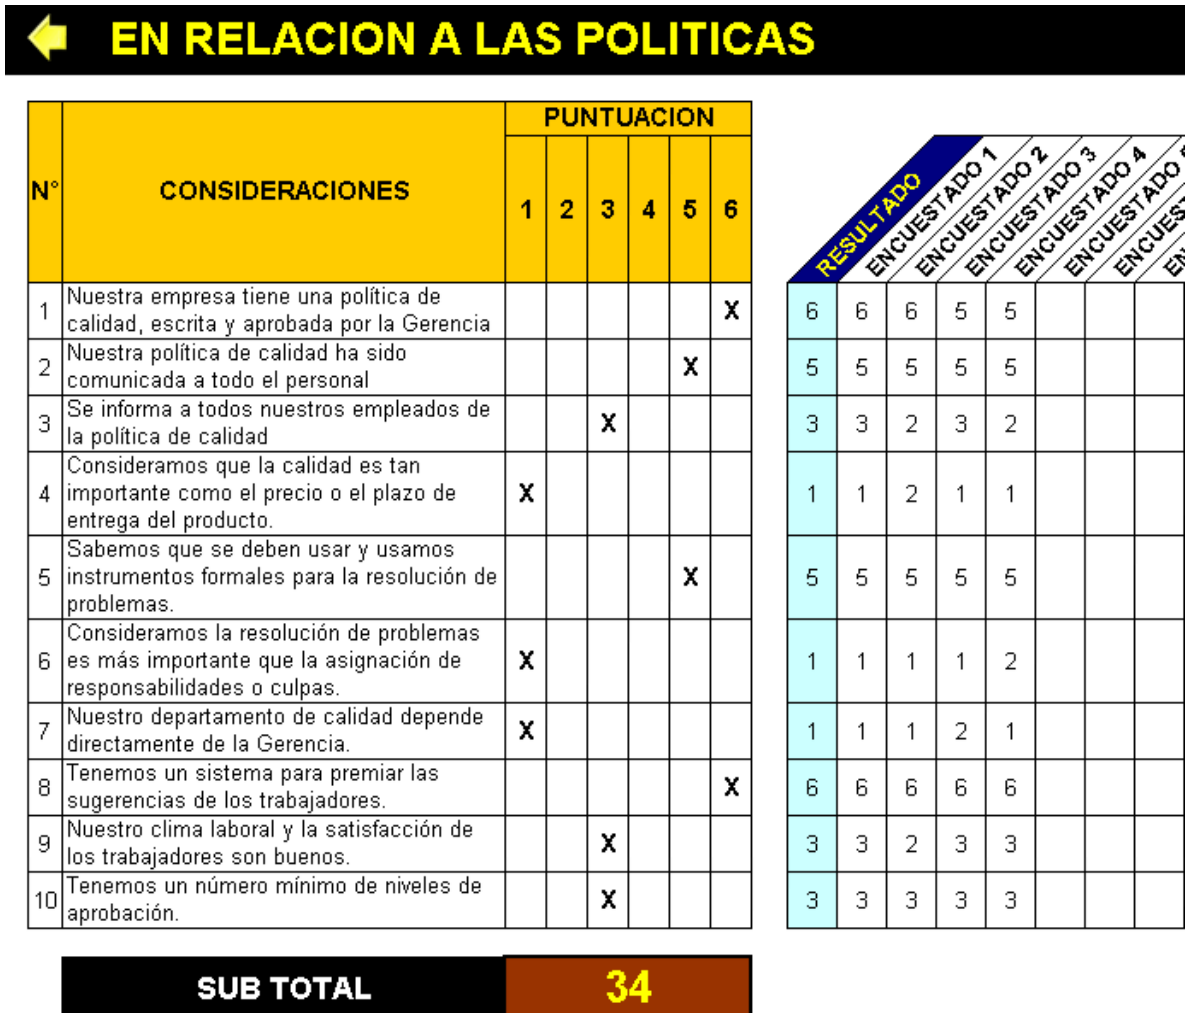 EN RELACION A LAS POLITICAS
N°
CONSIDERACIONES
PUNTUACION
1 2 3 4 5 6
RESULTADO
ENCUESTADO 1
ENCUESTADO 2
ENCUESTADO 3
ENCUESTADO 4
1 Nuestra empresa tiene una política de
calidad, escrita y aprobada por la Gerencia
X 6 6 6 5 5
2 Nuestra política de calidad ha sido
comunicada a todo el personal
X 5 5 5 5 5
3 Se informa a todos nuestros empleados de
la política de calidad
X 3 3 2 3 2
Consideramos que la calidad es tan
4 importante como el precio o el plazo de
entrega del producto.
X 1 1 2 1 1
Sabemos que se deben usar y usamos
5 instrumentos formales para la resolución de
problemas.
X 5 5 5 5 5
Consideramos la resolución de problemas
6 es más importante que la asignación de
responsabilidades o culpas.
X 1 1 1 1 2
7 Nuestro departamento de calidad depende
directamente de la Gerencia.
X 1 1 1 2 1
8 Tenemos un sistema para premiar las
sugerencias de los trabajadores.
X 6 6 6 6 6
9 Nuestro clima laboral y la satisfacción de
los trabajadores son buenos.
X 3 3 2 3 3
10 Tenemos un número mínimo de niveles de
aprobación.
X 3 3 3 3 3
SUB TOTAL 34